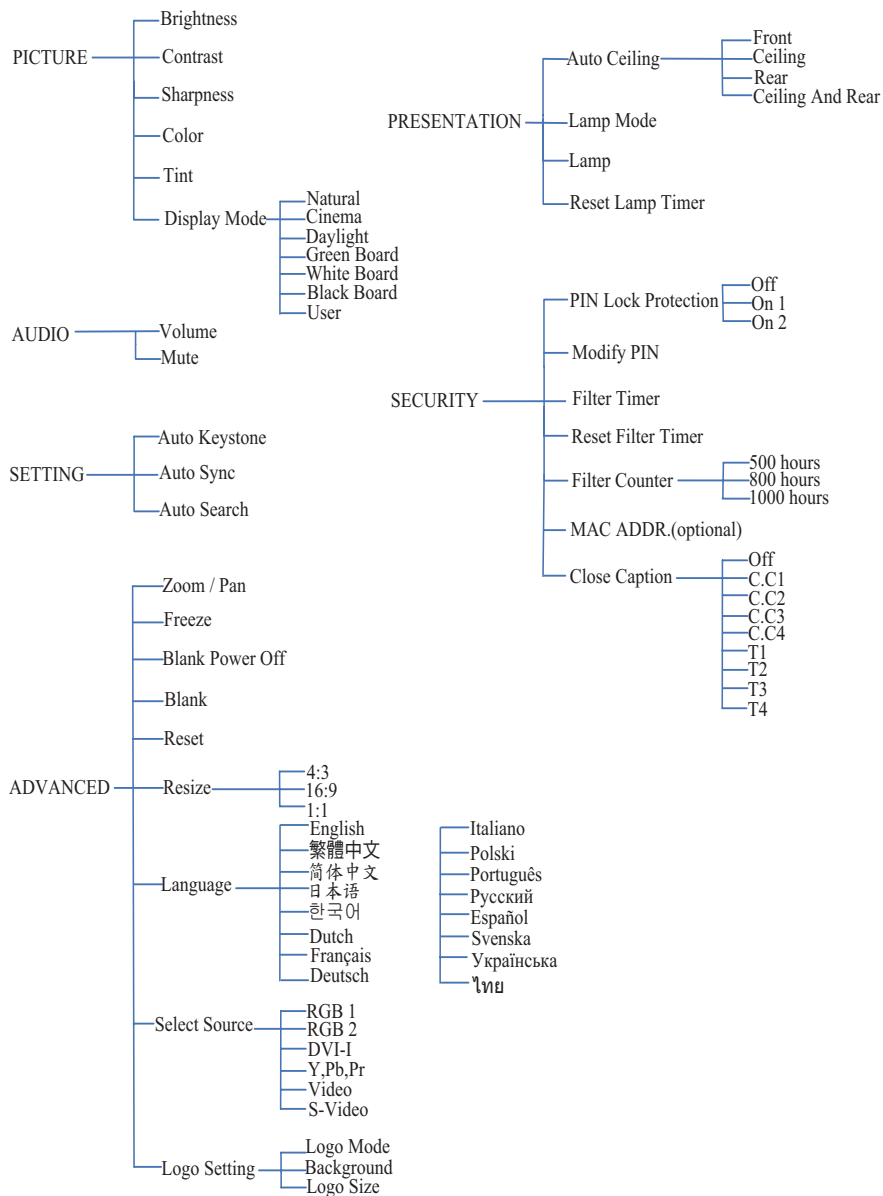 PICTURE
Brightness
Contrast
Sharpness
Color
Tint
Display Mode
Natural
Cinema
Daylight
Green Board
White Board
Black Board
User
AUDIO
Volume
Mute
SETTING
Auto Keystone
Auto Sync
Auto Search
ADVANCED
Zoom / Pan
Freeze
Blank Power Off
Blank
Reset
Resize
4:3
16:9
1:1
Language
English
繁體中文
简体中文
日本语
한국어
Dutch
Français
Deutsch
Italiano
Polski
Português
Русский
Español
Svenska
Українська
ไทย
Select Source
RGB 1
RGB 2
DVI-I
Y,Pb,Pr
Video
S-Video
Logo Setting
Logo Mode
Background
Logo Size
PRESENTATION
Auto Ceiling
Front
Ceiling
Rear
Ceiling And Rear
Lamp Mode
Lamp
Reset Lamp Timer
SECURITY
PIN Lock Protection
Off
On 1
On 2
Modify PIN
Filter Timer
Reset Filter Timer
Filter Counter
500 hours
800 hours
1000 hours
MAC ADDR.(optional)
Close Caption
Off
C.C1
C.C2
C.C3
C.C4
T1
T2
T3
T4